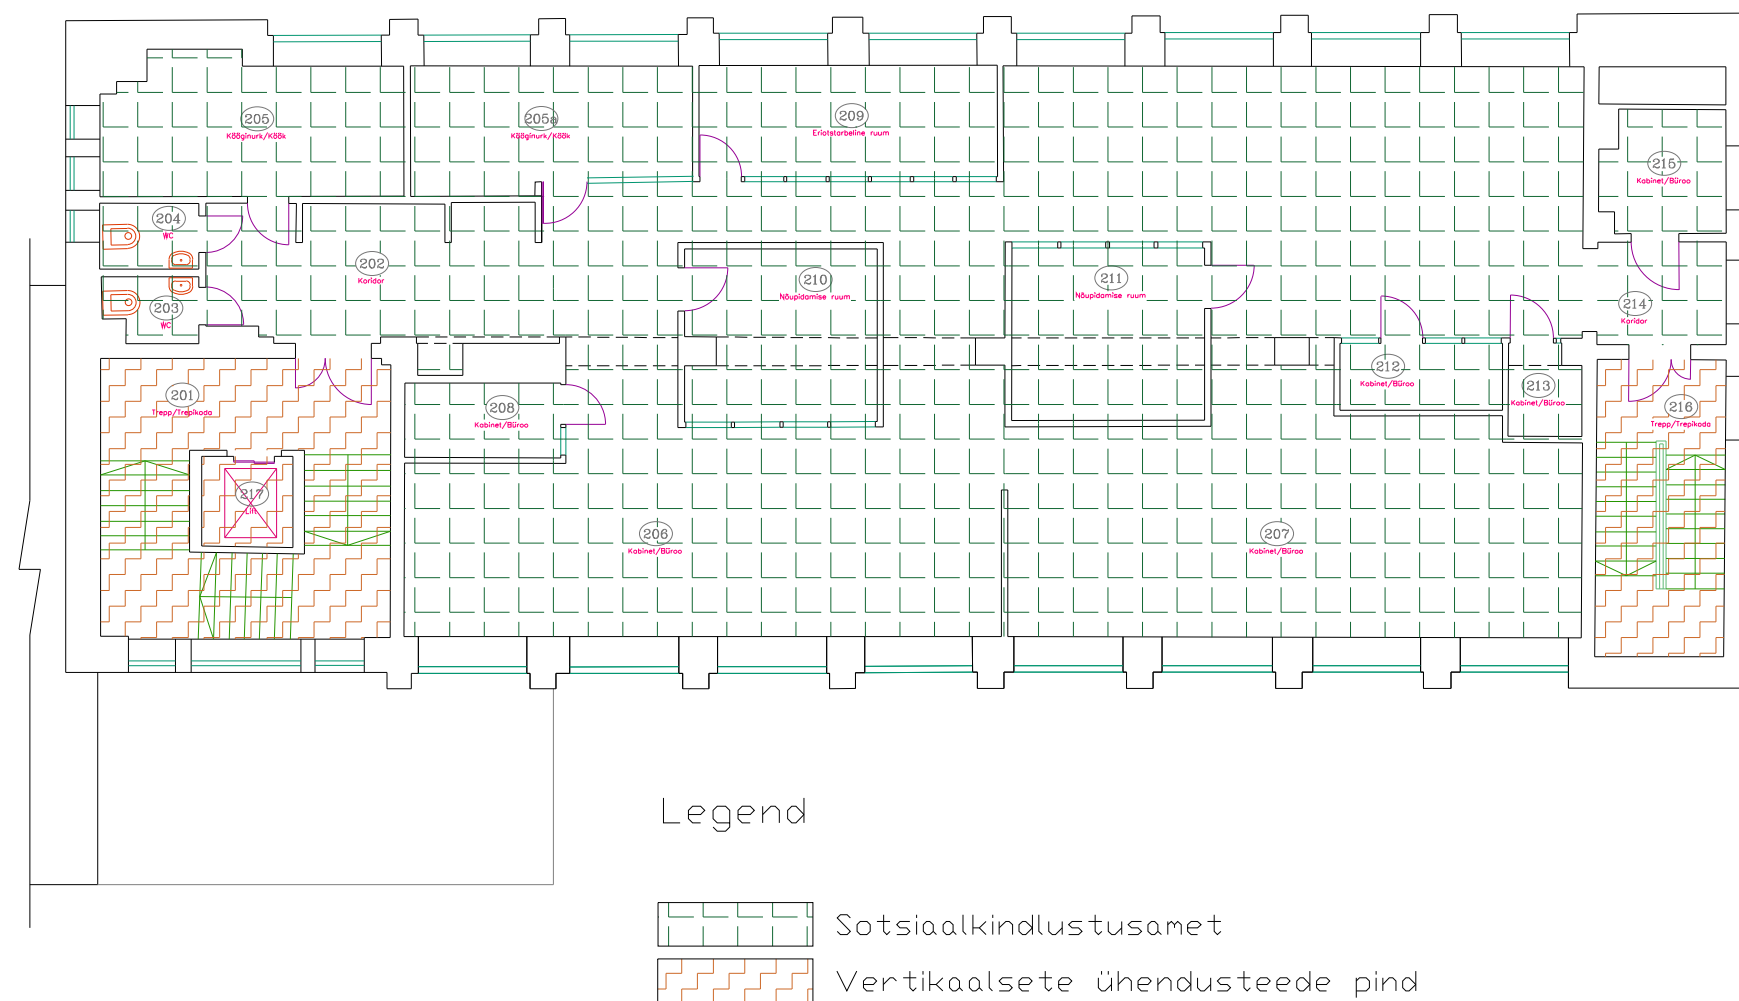 205
Kööginurk/Köök
205a
Kööginurk/Köök
209
Eriotstarbeline ruum
215
Kabinet/Büroo
204
WC
202
Koridor
210
Nõupidamise ruum
211
Nõupidamise ruum
203
WC
214
Koridor
212
Kabinet/Büroo
213
Kabinet/Büroo
201
Trepp/Trepikoda
208
Kabinet/Büroo
216
Trepp/Trepikoda
217
Lift
206
Kabinet/Büroo
207
Kabinet/Büroo
Legend
Sotsiaalkindlustusamet
Vertikaalsete ühendusteede pind